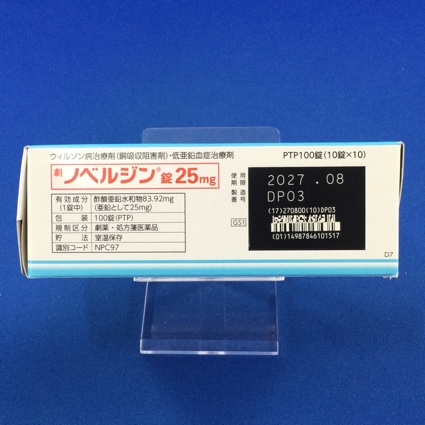 ウィルソン病治療剤(銅吸収阻害剤)・低亜鉛血症治療剤
PTP100錠(10錠×10)
劇 ノベルジン®錠25mg
有効成分(1錠中) 酢酸亜鉛水和物83.92mg
(亜鉛として25mg)
包装 100錠(PTP)
規制区分 劇薬・処方箋医薬品
貯法 室温保存
識別コード NPC97
使用期限 2027.08
製造番号 DP03
(17)270800(10)DP03
(01)14987846101517
GS1
D7